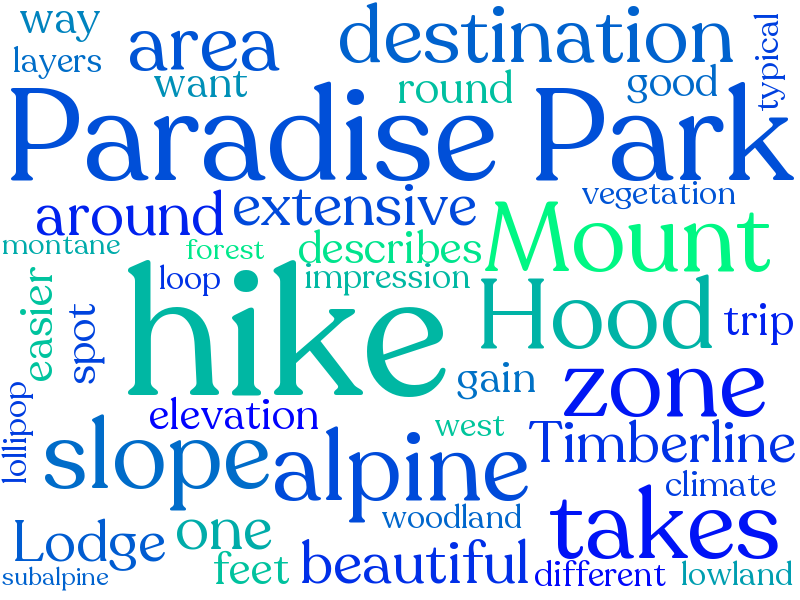 way
area
destination
typical
layers
want
round
good
Paradise Park
vegetation
around
extensive
Mount
montane
forest
describes
loop
impression
hike
Hood
easier
spot
trip
zone
gain
lollipop
elevation
west
Timberline
slope
alpine
climate
woodland
takes
Lodge
one
beautiful
feet
different
lowland
subalpine